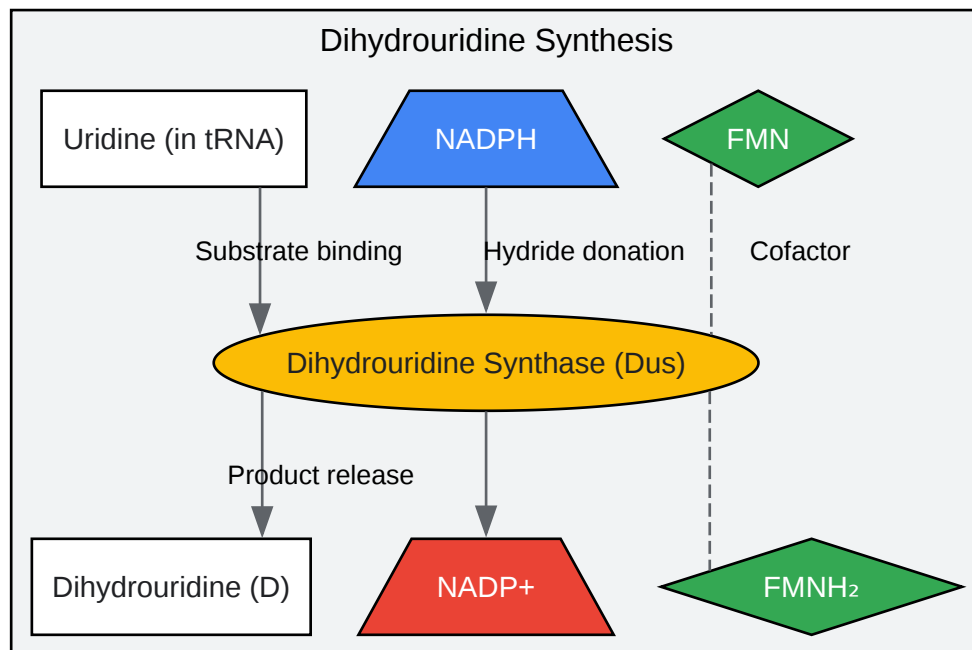 Dihydrouridine Synthesis
Uridine (in tRNA)
NADPH
FMN
Substrate binding
Hydride donation
Cofactor
Dihydrouridine Synthase (Dus)
Product release
Dihydrouridine (D)
NADP+
FMNH₂